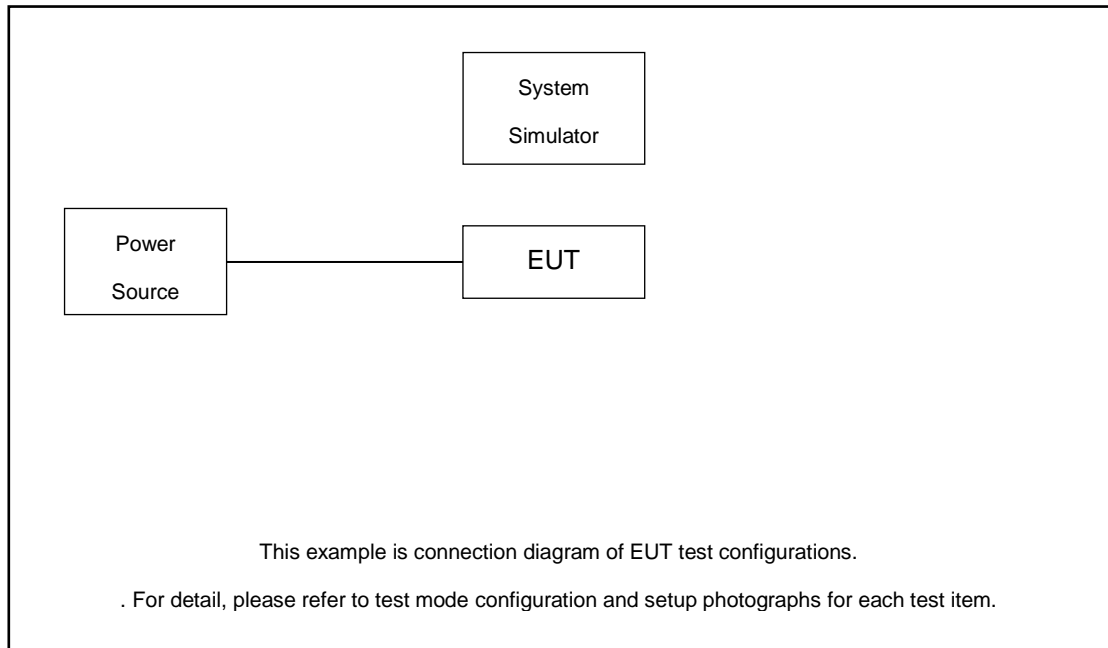 System
Simulator
Power
Source
EUT
This example is connection diagram of EUT test configurations.
. For detail, please refer to test mode configuration and setup photographs for each test item.